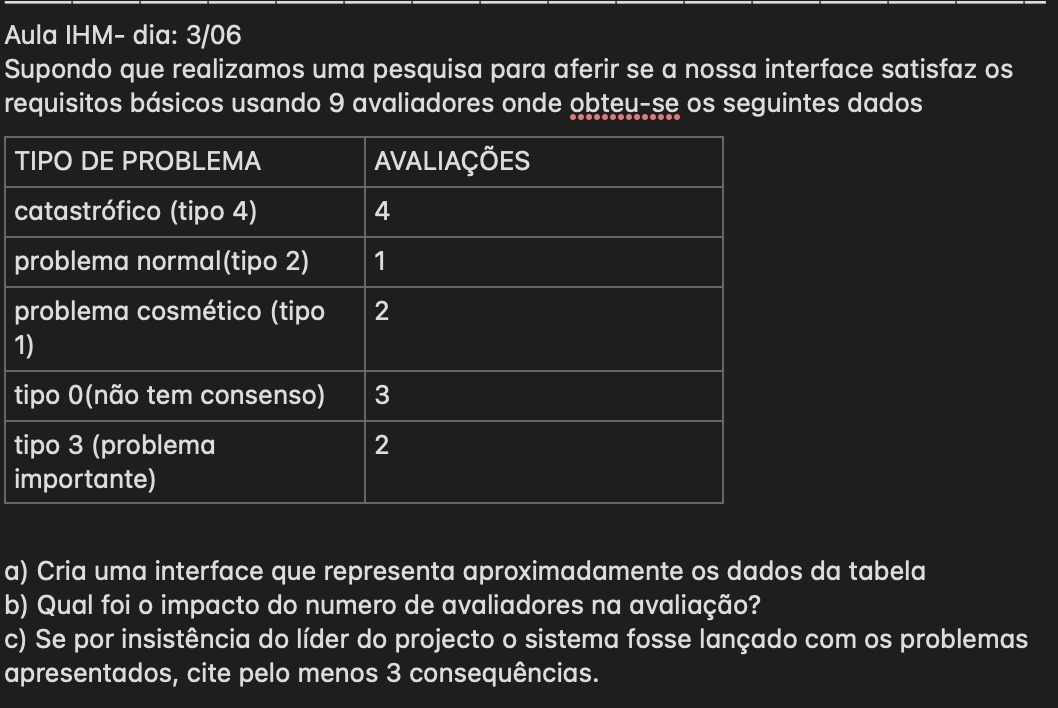 Aula IHM- dia: 3/06
Supondo que realizamos uma pesquisa para aferir se a nossa interface satisfaz os
requisitos básicos usando 9 avaliadores onde obteu-se os seguintes dados
TIPO DE PROBLEMA AVALIAÇÕES
catastrófico (tipo 4) 4
problema normal(tipo 2) 1
problema cosmético (tipo 2
1)
tipo 0(não tem consenso) 3
tipo 3 (problema 2
importante)
a) Cria uma interface que representa aproximadamente os dados da tabela
b) Qual foi o impacto do numero de avaliadores na avaliação?
c) Se por insistência do líder do projecto o sistema fosse lançado com os problemas
apresentados, cite pelo menos 3 consequências.